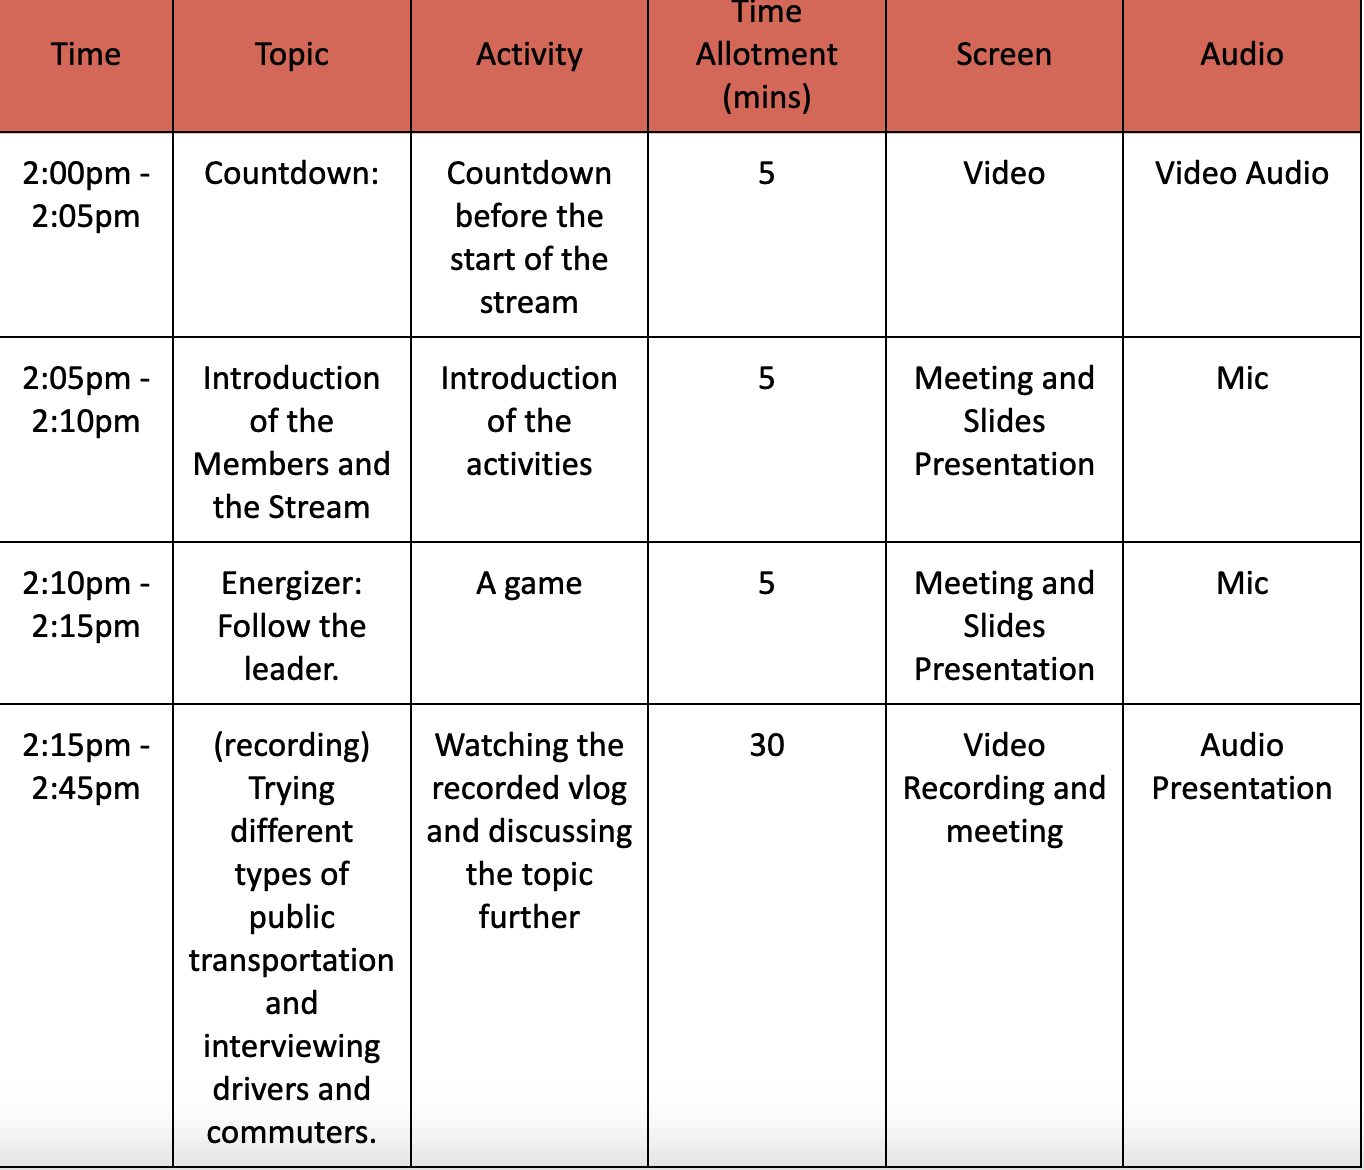 Time
Topic
Activity
Time
Allotment
(mins)
Screen
Audio
2:00pm -
2:05pm
Countdown:
Countdown
before the
start of the
stream
5
Video
Video Audio
2:05pm -
2:10pm
Introduction
of the
Members and
the Stream
Introduction
of the
activities
5
Meeting and
Slides
Presentation
Mic
2:10pm -
2:15pm
Energizer:
Follow the
leader.
A game
5
Meeting and
Slides
Presentation
Mic
2:15pm -
2:45pm
(recording)
Trying
different
types of
public
transportation
and
interviewing
drivers and
commuters.
Watching the
recorded vlog
and discussing
the topic
further
30
Video
Recording and
meeting
Audio
Presentation